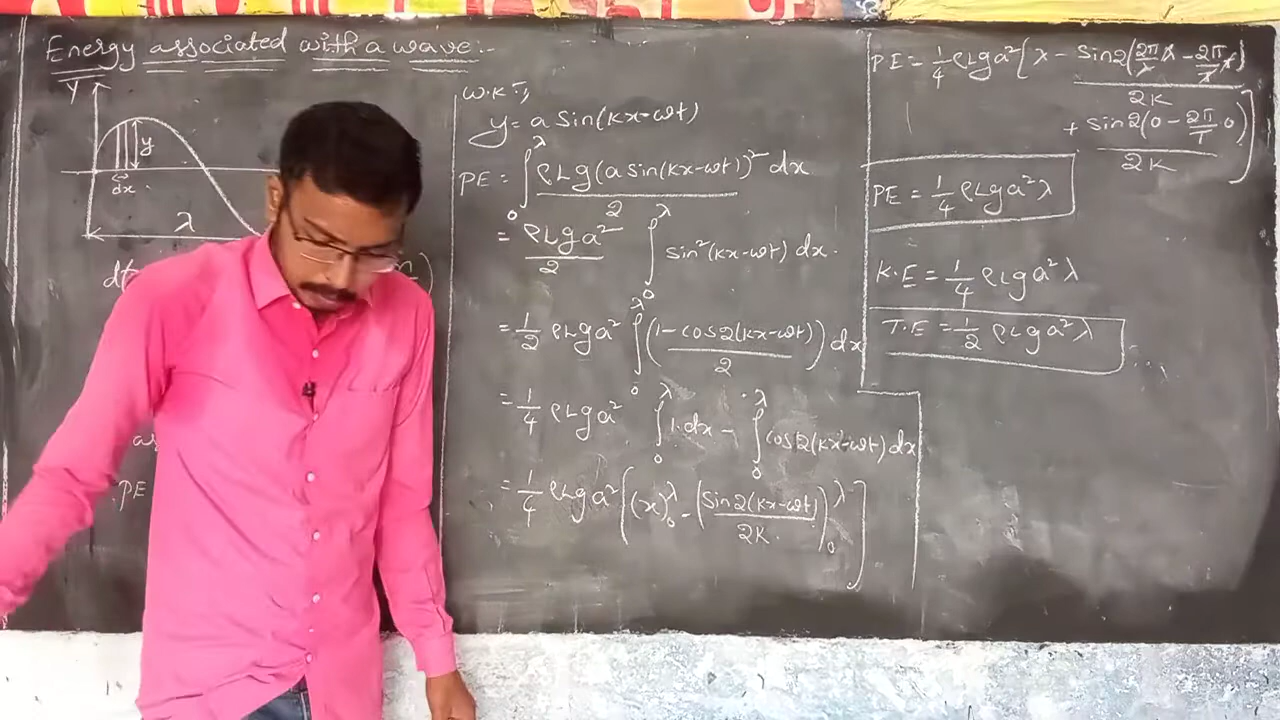 Energy associated with a wave:-
Y
y
dx
λ
PE
W.K.T,
y = a Sin(kx-ωt)
PE = ∫₀^λ ρLg(a sin(kx-ωt))² / 2 dx
= ρLga² / 2 ∫₀^λ sin²(kx-ωt) dx.
= 1/2 ρLga² ∫₀^λ (1-cos2(kx-ωt) / 2) dx
= 1/4 ρLga² ∫₀^λ 1.dx - ∫₀^λ cos2(kx-ωt) dx
= 1/4 ρLga² [(x)₀^λ - (Sin2(kx-ωt) / 2K)₀^λ]
PE = 1/4 ρLga² [λ - Sin2(2π/λ λ - 2π/T T) / 2K
+ Sin2(0 - 2π/T 0) / 2K]
PE = 1/4 ρLga²λ
K.E = 1/4 ρLga²λ
T.E = 1/2 ρLga²λ